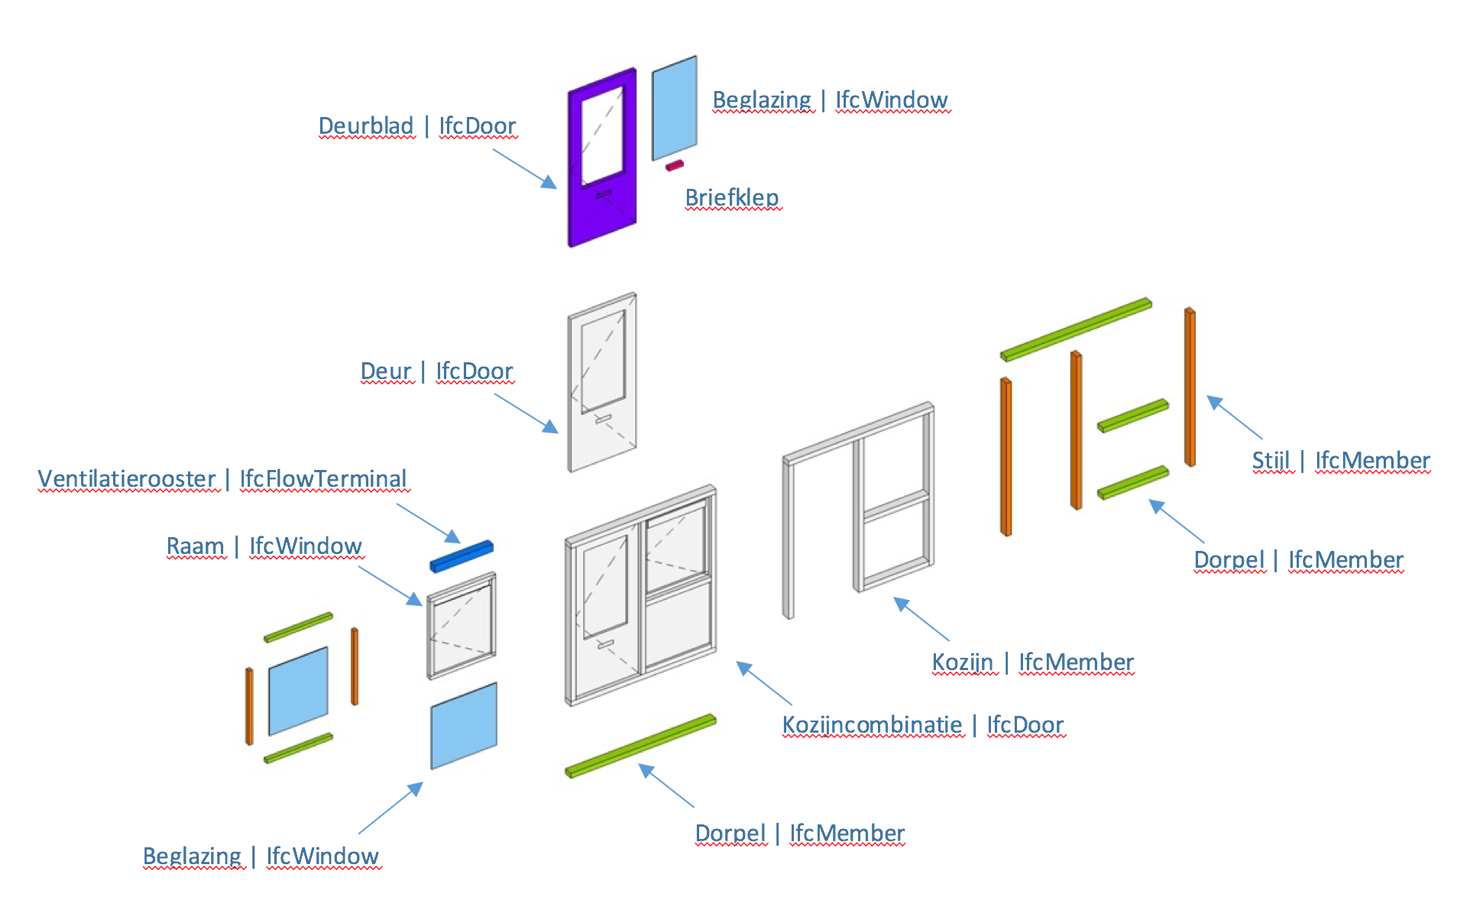 Beglazing | IfcWindow
Deurblad | IfcDoor
Briefklep
Deur | IfcDoor
Stijl | IfcMember
Ventilatierooster | IfcFlowTerminal
Raam | IfcWindow
Dorpel | IfcMember
Kozijn | IfcMember
Kozijncombinatie | IfcDoor
Dorpel | IfcMember
Beglazing | IfcWindow